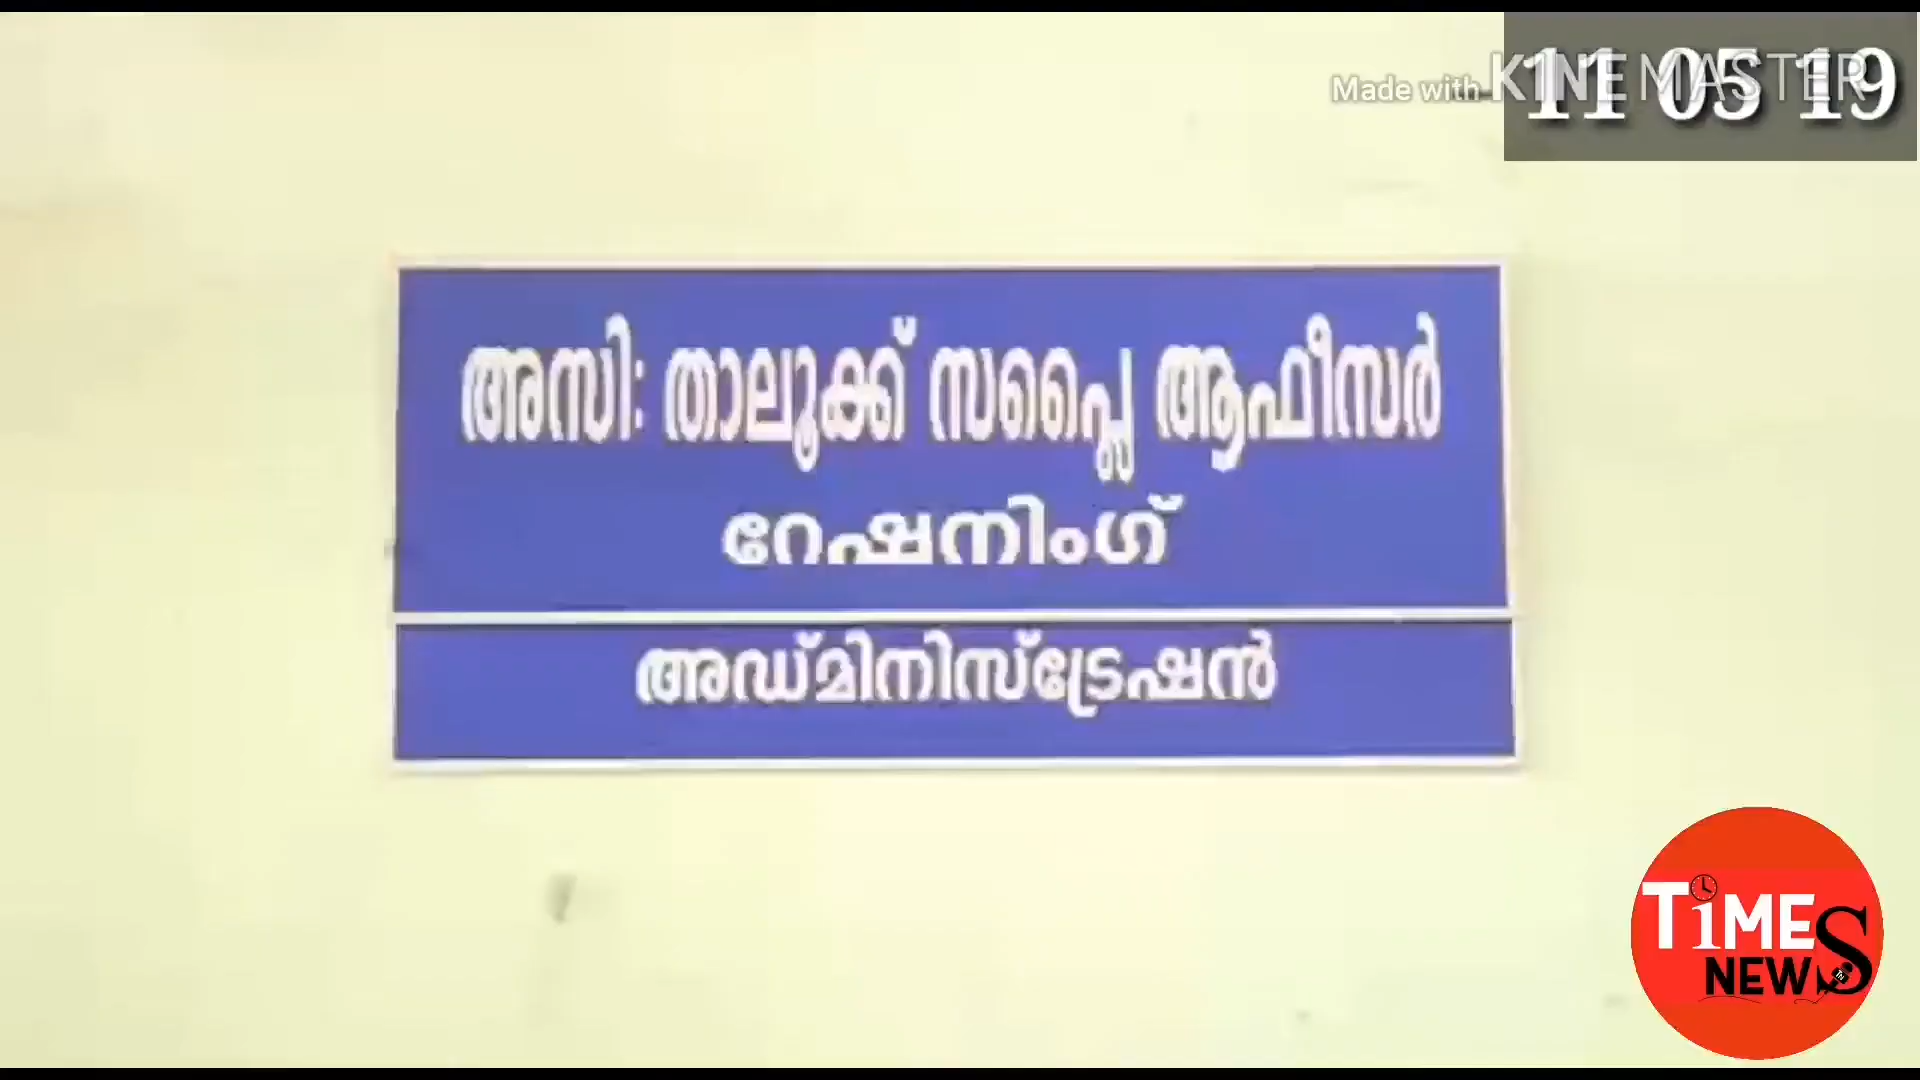 Made with KINEMASTER
11 05 19
അസി: താലൂക്ക് സപ്ലൈ ആഫീസർ
റേഷനിംഗ്
അഡ്മിനിസ്ട്രേഷൻ
TiMES
NEWS